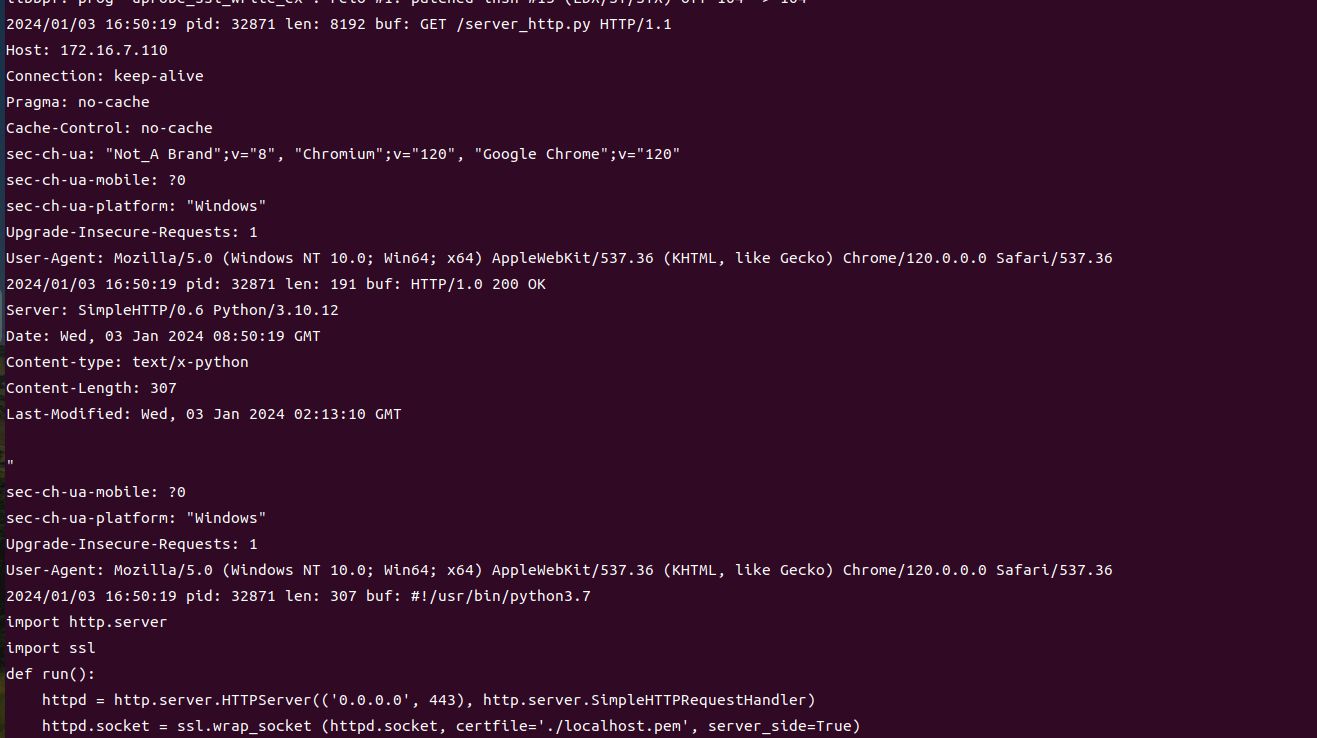 2024/01/03 16:50:19 pid: 32871 len: 8192 buf: GET /server_http.py HTTP/1.1
Host: 172.16.7.110
Connection: keep-alive
Pragma: no-cache
Cache-Control: no-cache
sec-ch-ua: "Not_A Brand";v="8", "Chromium";v="120", "Google Chrome";v="120"
sec-ch-ua-mobile: ?0
sec-ch-ua-platform: "Windows"
Upgrade-Insecure-Requests: 1
User-Agent: Mozilla/5.0 (Windows NT 10.0; Win64; x64) AppleWebKit/537.36 (KHTML, like Gecko) Chrome/120.0.0.0 Safari/537.36
2024/01/03 16:50:19 pid: 32871 len: 191 buf: HTTP/1.0 200 OK
Server: SimpleHTTP/0.6 Python/3.10.12
Date: Wed, 03 Jan 2024 08:50:19 GMT
Content-type: text/x-python
Content-Length: 307
Last-Modified: Wed, 03 Jan 2024 02:13:10 GMT
"
sec-ch-ua-mobile: ?0
sec-ch-ua-platform: "Windows"
Upgrade-Insecure-Requests: 1
User-Agent: Mozilla/5.0 (Windows NT 10.0; Win64; x64) AppleWebKit/537.36 (KHTML, like Gecko) Chrome/120.0.0.0 Safari/537.36
2024/01/03 16:50:19 pid: 32871 len: 307 buf: #!/usr/bin/python3.7
import http.server
import ssl
def run():
    httpd = http.server.HTTPServer(('0.0.0.0', 443), http.server.SimpleHTTPRequestHandler)
    httpd.socket = ssl.wrap_socket (httpd.socket, certfile='./localhost.pem', server_side=True)